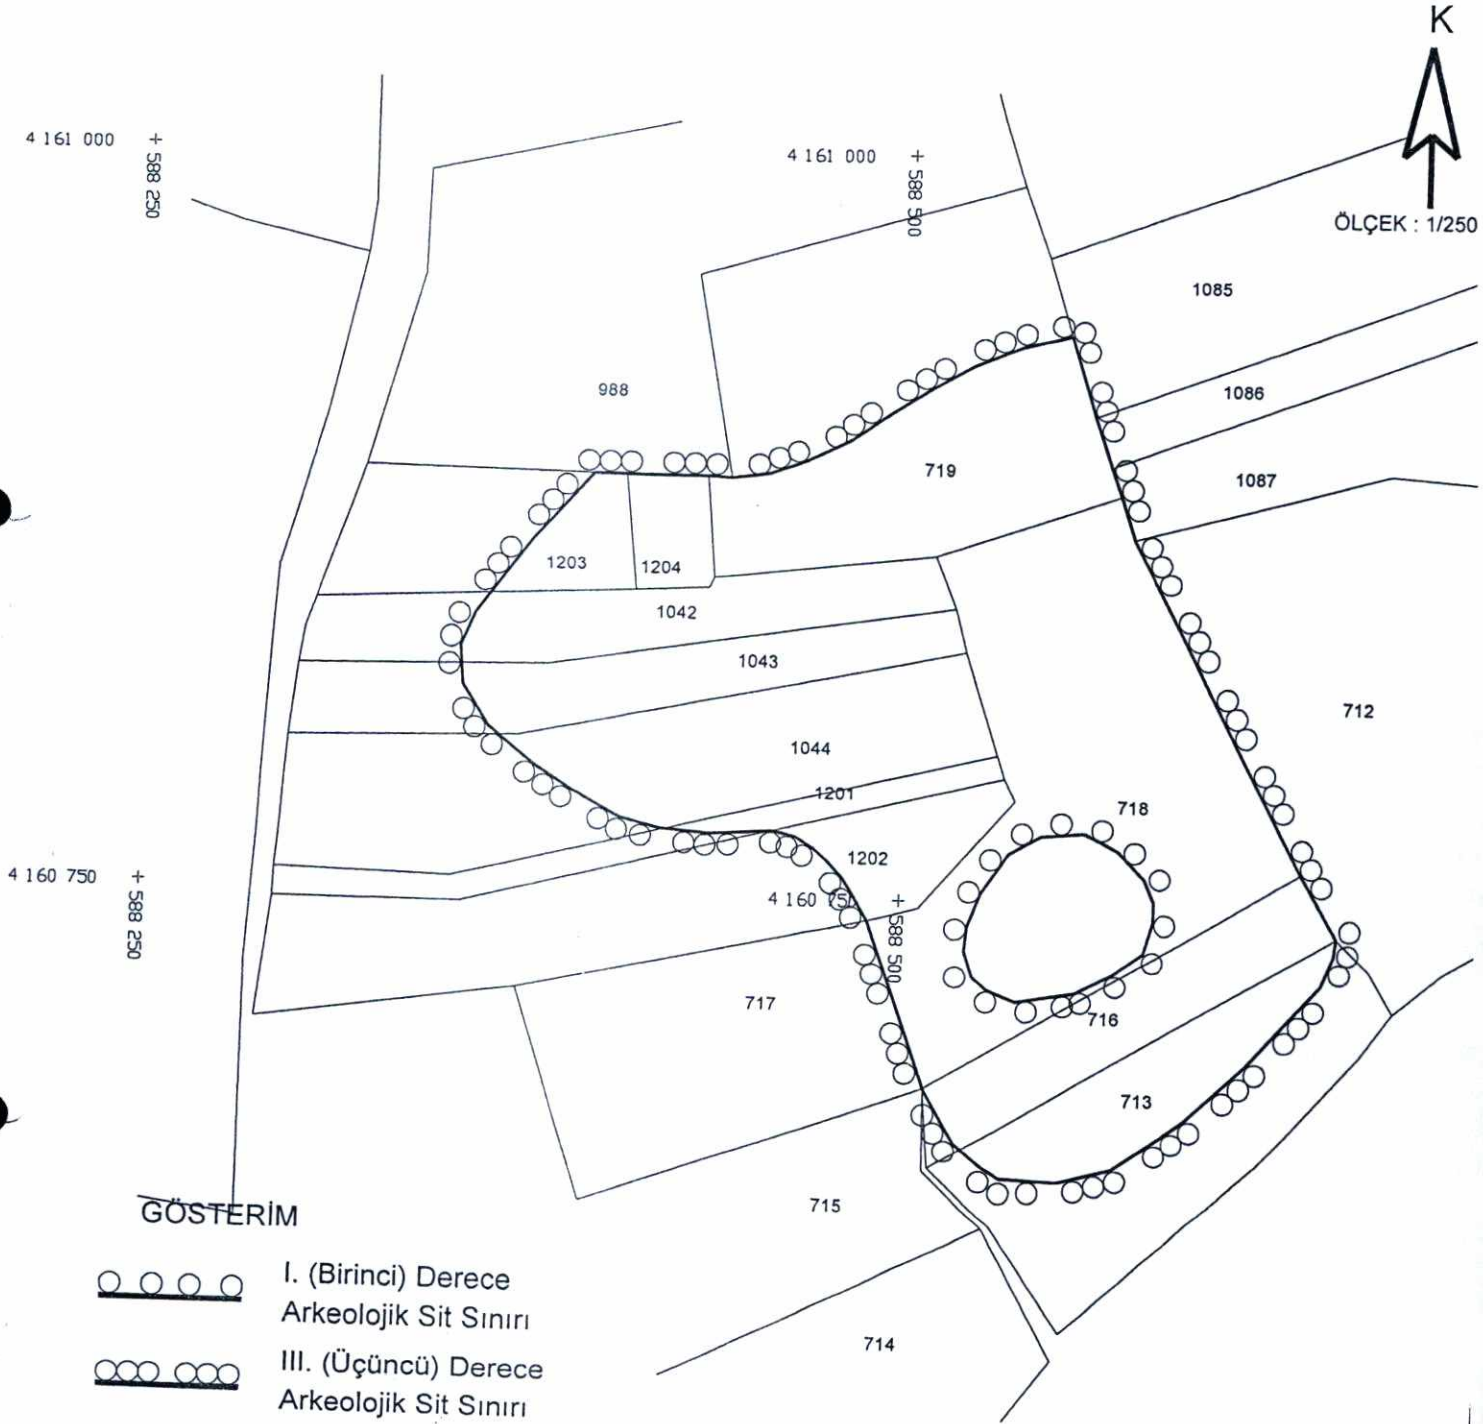 K
4 161 000
588 250
4 161 000
588 500
ÖLÇEK : 1/250
1085
988
1086
719
1087
1203
1204
1042
1043
712
1044
1201
718
1202
4 160 750
588 250
4 160 750
588 500
717
716
713
715
714
GÖSTERİM
I. (Birinci) Derece
Arkeolojik Sit Sınırı
III. (Üçüncü) Derece
Arkeolojik Sit Sınırı